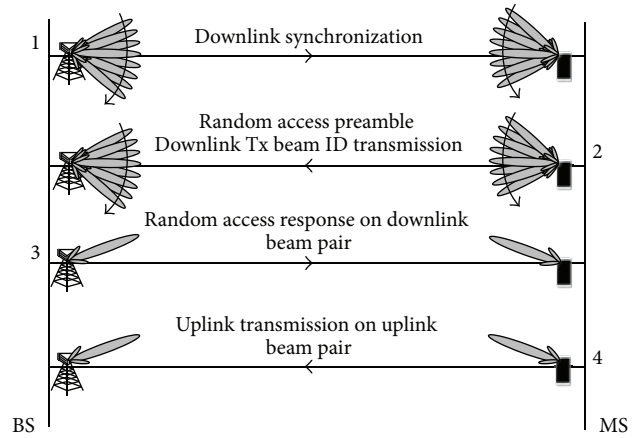 1
Downlink synchronization
Random access preamble
Downlink Tx beam ID transmission
2
Random access response on downlink
beam pair
3
Uplink transmission on uplink
beam pair
4
BS
MS